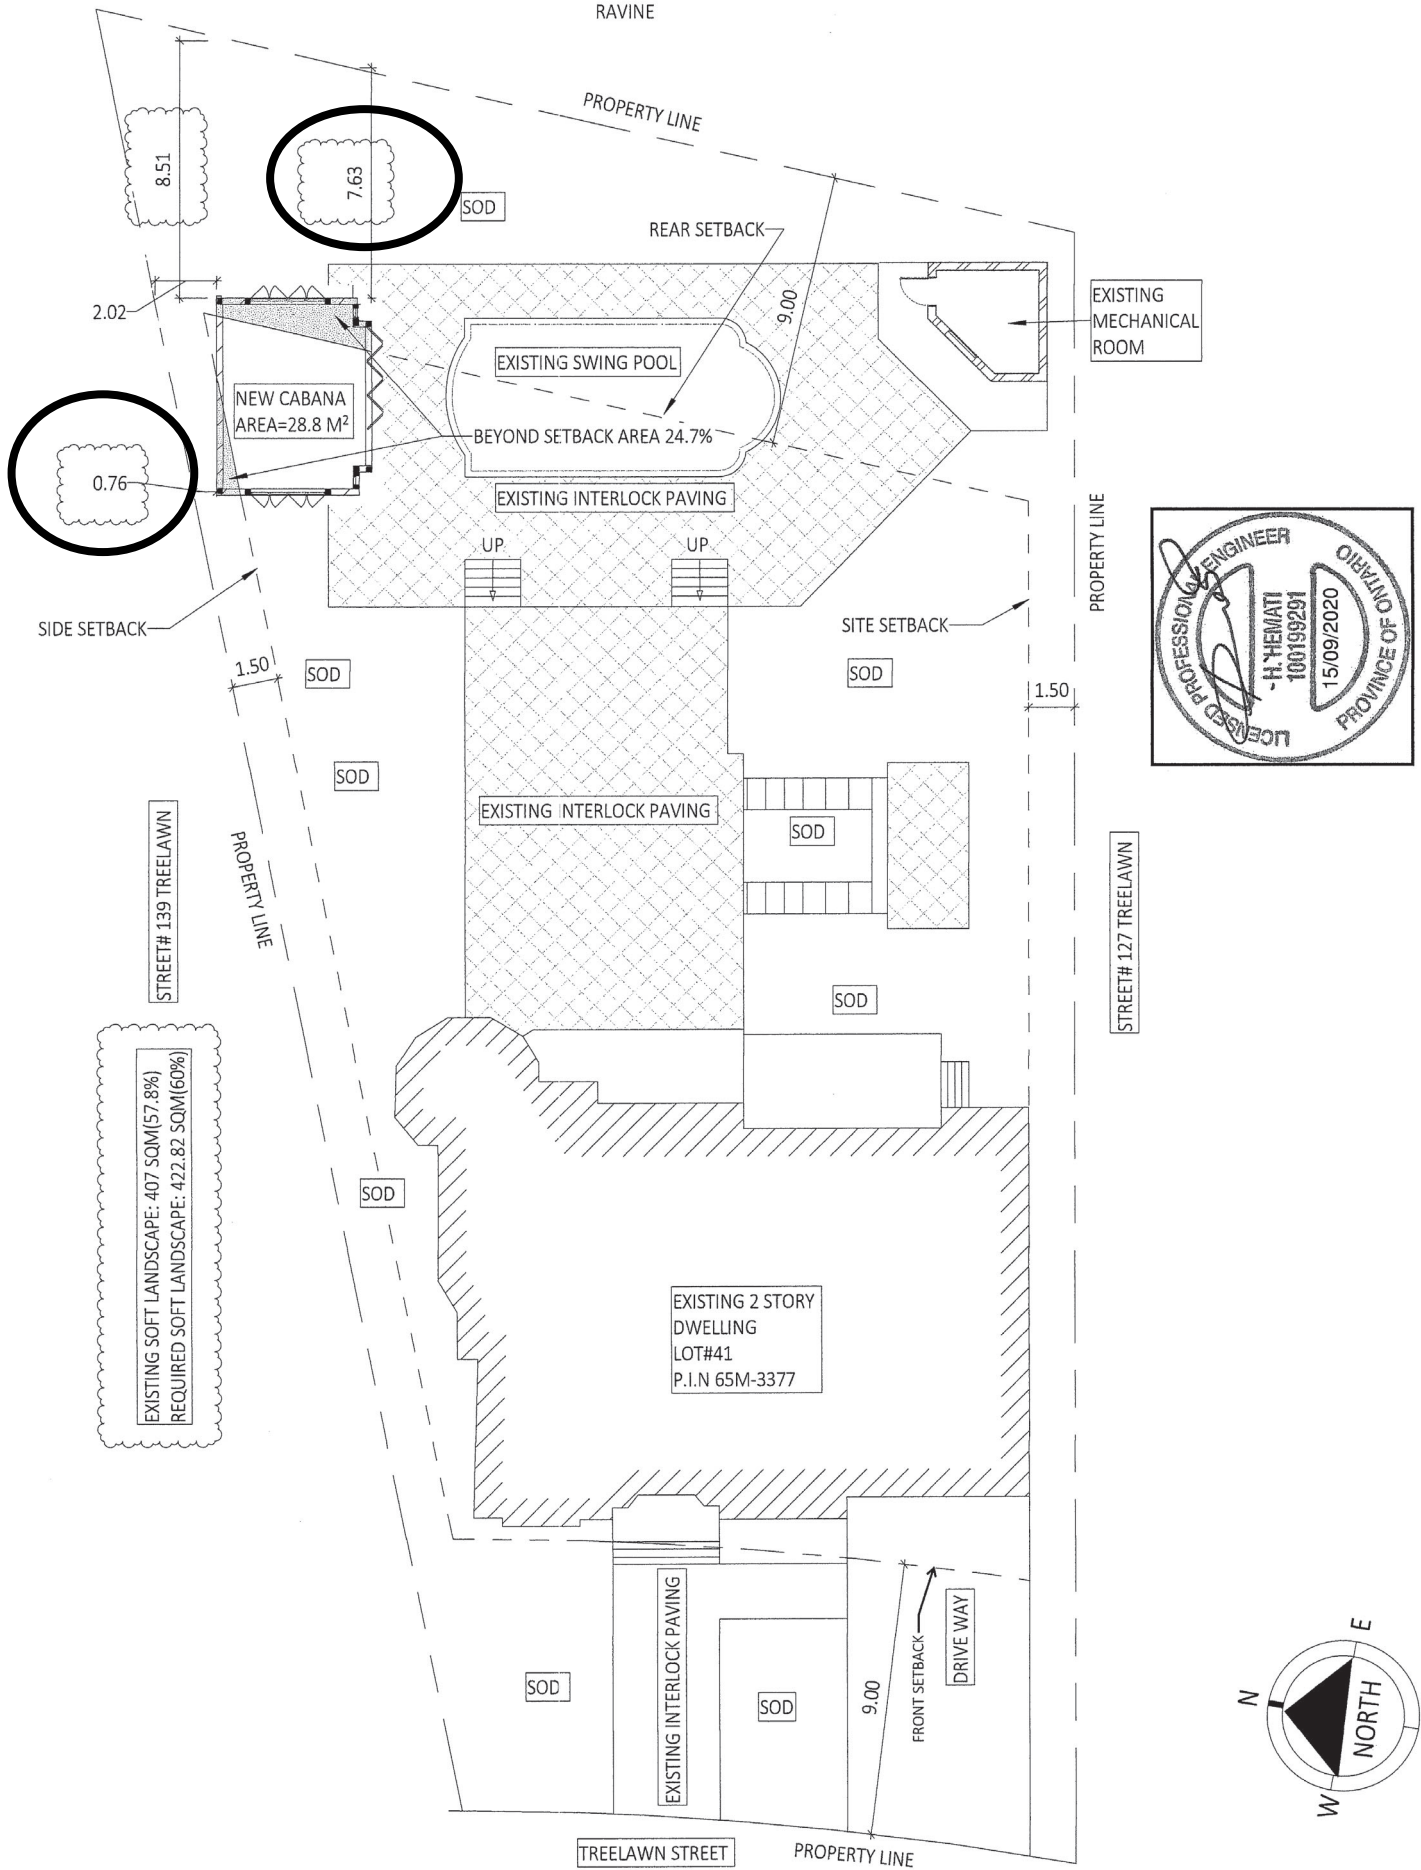 RAVINE
PROPERTY LINE
8.51
7.63
SOD
REAR SETBACK
9.00
2.02
EXISTING
MECHANICAL
ROOM
EXISTING SWING POOL
NEW CABANA
AREA=28.8 M²
BEYOND SETBACK AREA 24.7%
0.76
EXISTING INTERLOCK PAVING
PROPERTY LINE
UP
UP
LICENSED PROFESSIONAL ENGINEER
H. HEMATI
100199291
15/09/2020
PROVINCE OF ONTARIO
SIDE SETBACK
SITE SETBACK
1.50
SOD
SOD
1.50
SOD
EXISTING INTERLOCK PAVING
SOD
STREET# 139 TREELAWN
PROPERTY LINE
STREET# 127 TREELAWN
SOD
EXISTING SOFT LANDSCAPE: 407 SQM(57.8%)
REQUIRED SOFT LANDSCAPE: 422.82 SQM(60%)
SOD
EXISTING 2 STORY
DWELLING
LOT#41
P.I.N 65M-3377
EXISTING INTERLOCK PAVING
SOD
SOD
9.00
FRONT SETBACK
DRIVE WAY
N
E
NORTH
W
TREELAWN STREET
PROPERTY LINE